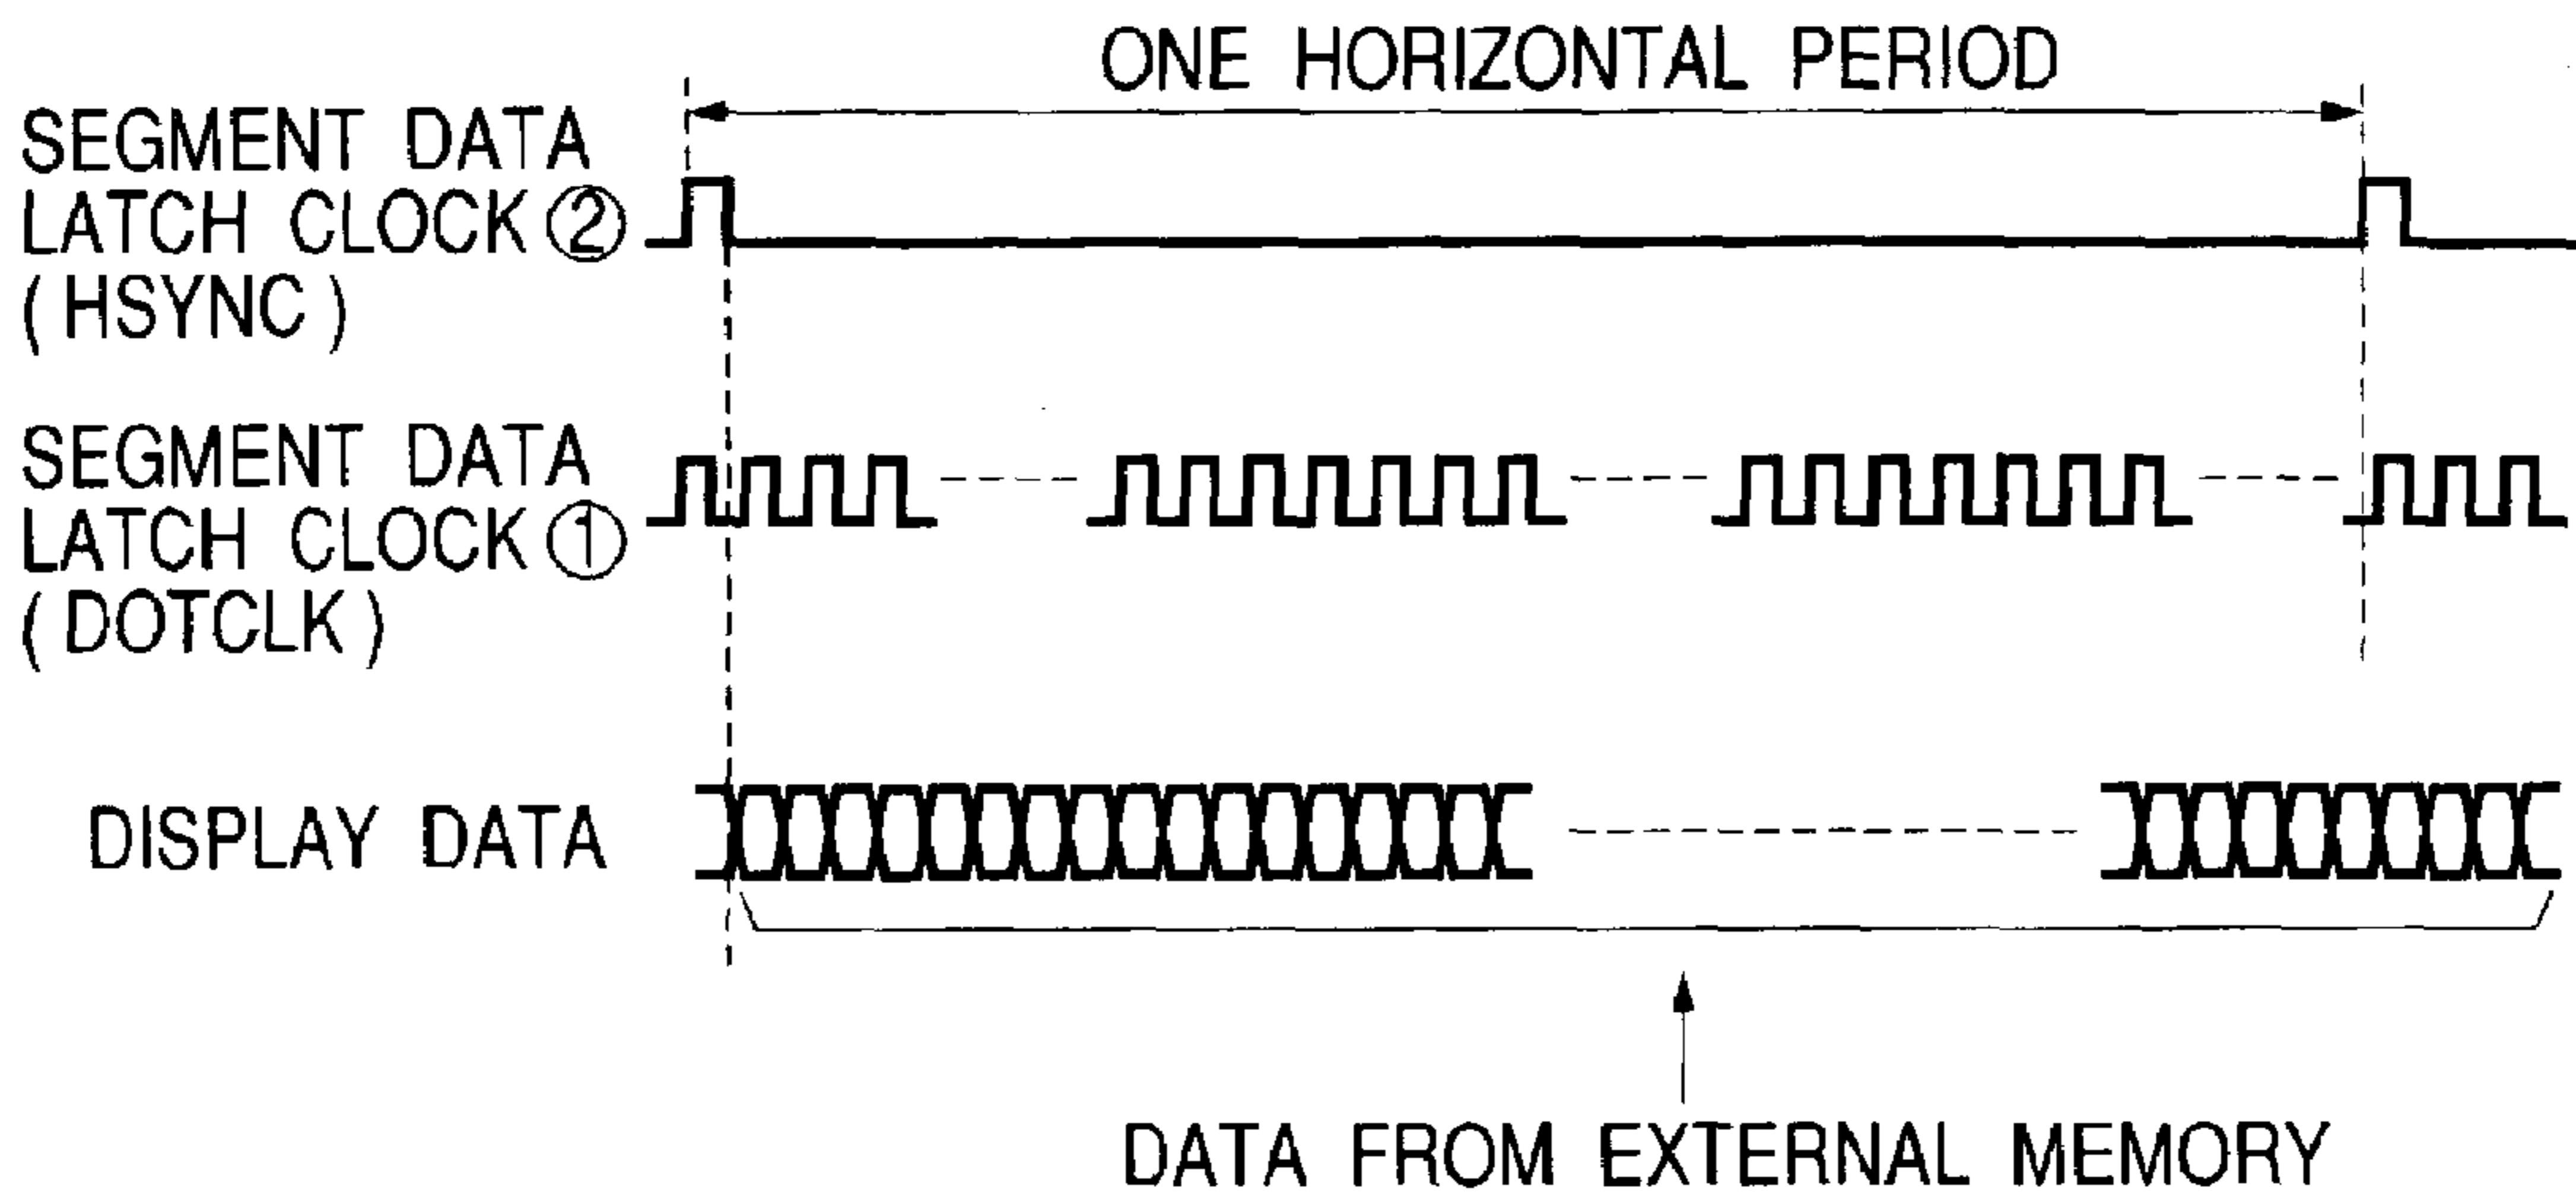 ONE HORIZONTAL PERIOD
SEGMENT DATA
LATCH CLOCK ②
(HSYNC)
SEGMENT DATA
LATCH CLOCK ①
(DOTCLK)
DISPLAY DATA
DATA FROM EXTERNAL MEMORY